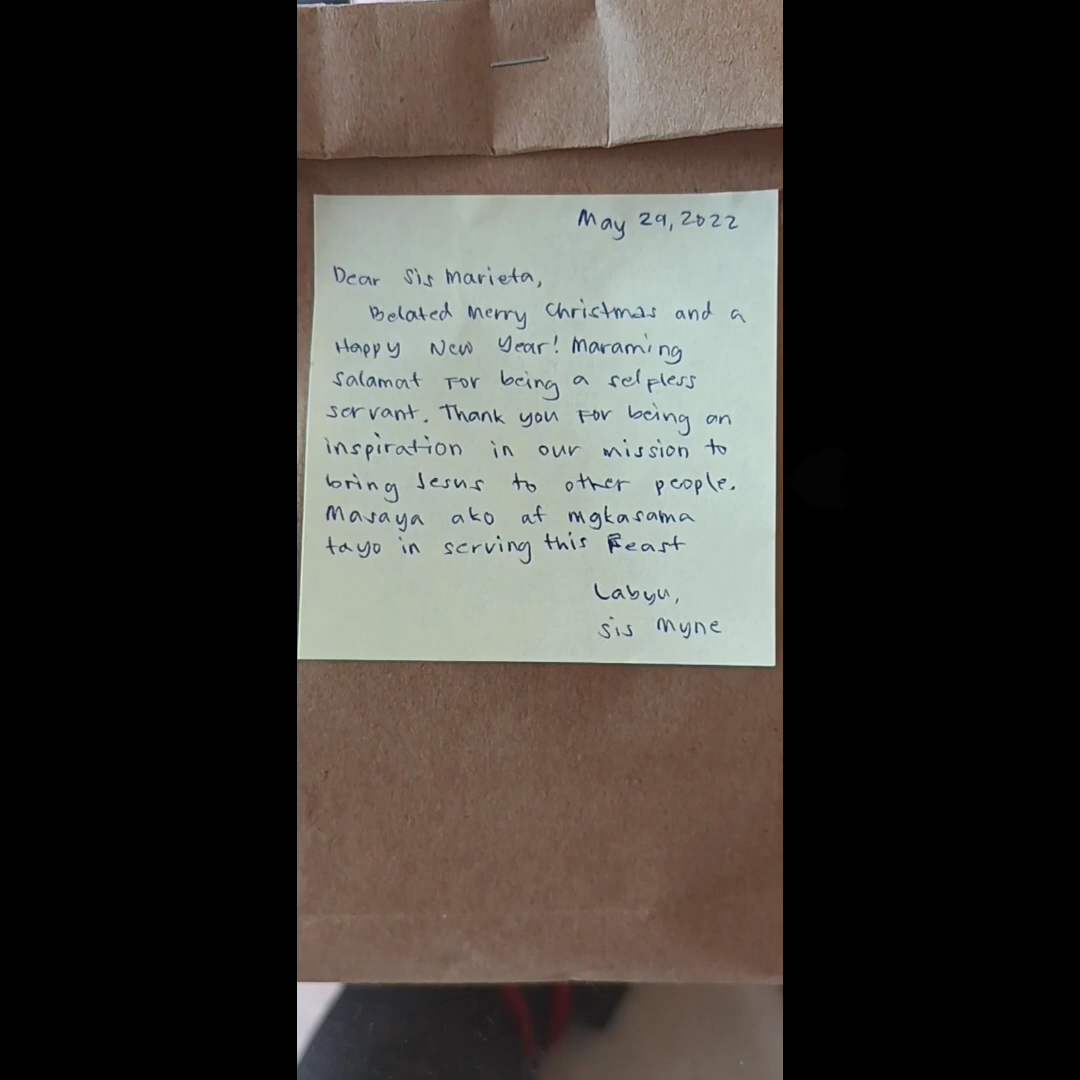 May 29, 2022
Dear Sis Marieta,
Belated Merry Christmas and a
Happy New Year! Maraming
salamat for being a selfless
servant. Thank you for being an
inspiration in our mission to
bring Jesus to other people.
Masaya ako at mgkasama
tayo in serving this Feast
Labyu,
Sis Myne